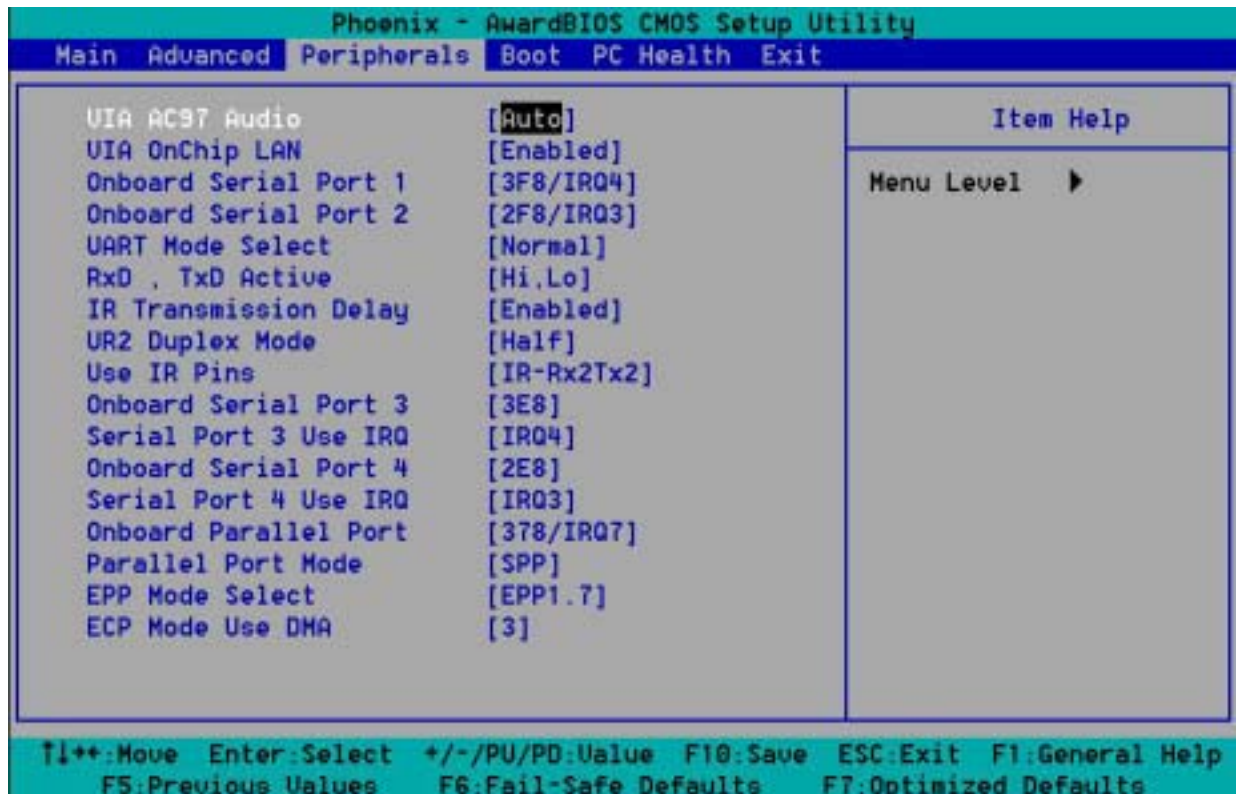 Phoenix - AwardBIOS CMOS Setup Utility
Main Advanced Peripherals Boot PC Health Exit
VIA AC97 Audio [Auto]
VIA OnChip LAN [Enabled]
Onboard Serial Port 1 [3F8/IRQ4]
Onboard Serial Port 2 [2F8/IRQ3]
UART Mode Select [Normal]
RxD , TxD Active [Hi,Lo]
IR Transmission Delay [Enabled]
UR2 Duplex Mode [Half]
Use IR Pins [IR-Rx2Tx2]
Onboard Serial Port 3 [3E8]
Serial Port 3 Use IRQ [IRQ4]
Onboard Serial Port 4 [2E8]
Serial Port 4 Use IRQ [IRQ3]
Onboard Parallel Port [378/IRQ7]
Parallel Port Mode [SPP]
EPP Mode Select [EPP1.7]
ECP Mode Use DMA [3]
Item Help
Menu Level ▶
↑↓→←:Move Enter:Select +/-/PU/PD:Value F10:Save ESC:Exit F1:General Help
F5:Previous Values F6:Fail-Safe Defaults F7:Optimized Defaults